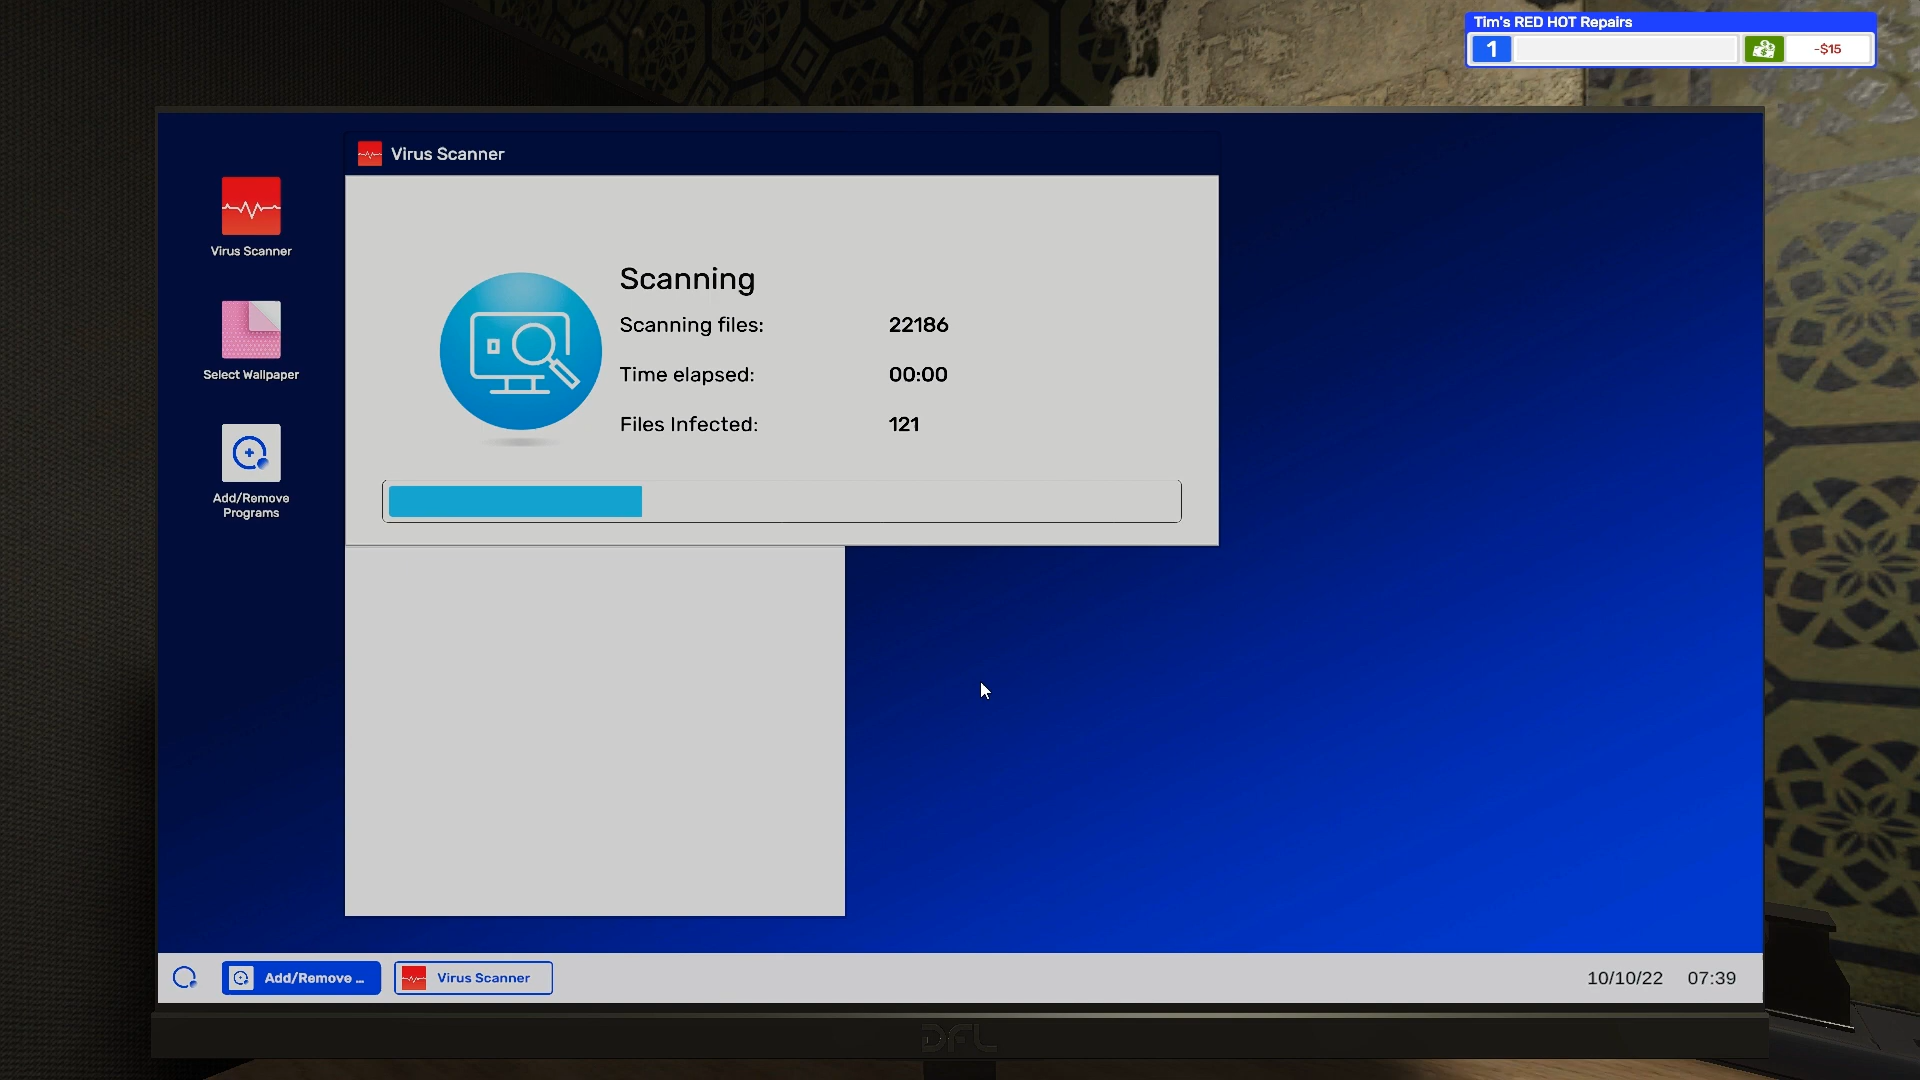 Tim's RED HOT Repairs
1
-$15
Virus Scanner
Virus Scanner
Scanning
Scanning files: 22186
Time elapsed: 00:00
Files Infected: 121
Select Wallpaper
Add/Remove
Programs
Add/Remove ...
Virus Scanner
10/10/22 07:39
DFL